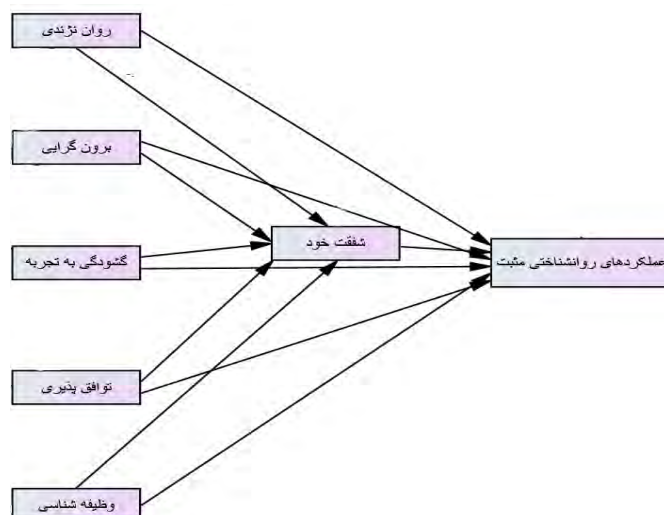 روان نژندی
برون گرایی
شفقت خود
گشودگی به تجربه
عملکردهای روانشناختی مثبت
توافق پذیری
وظیفه شناسی